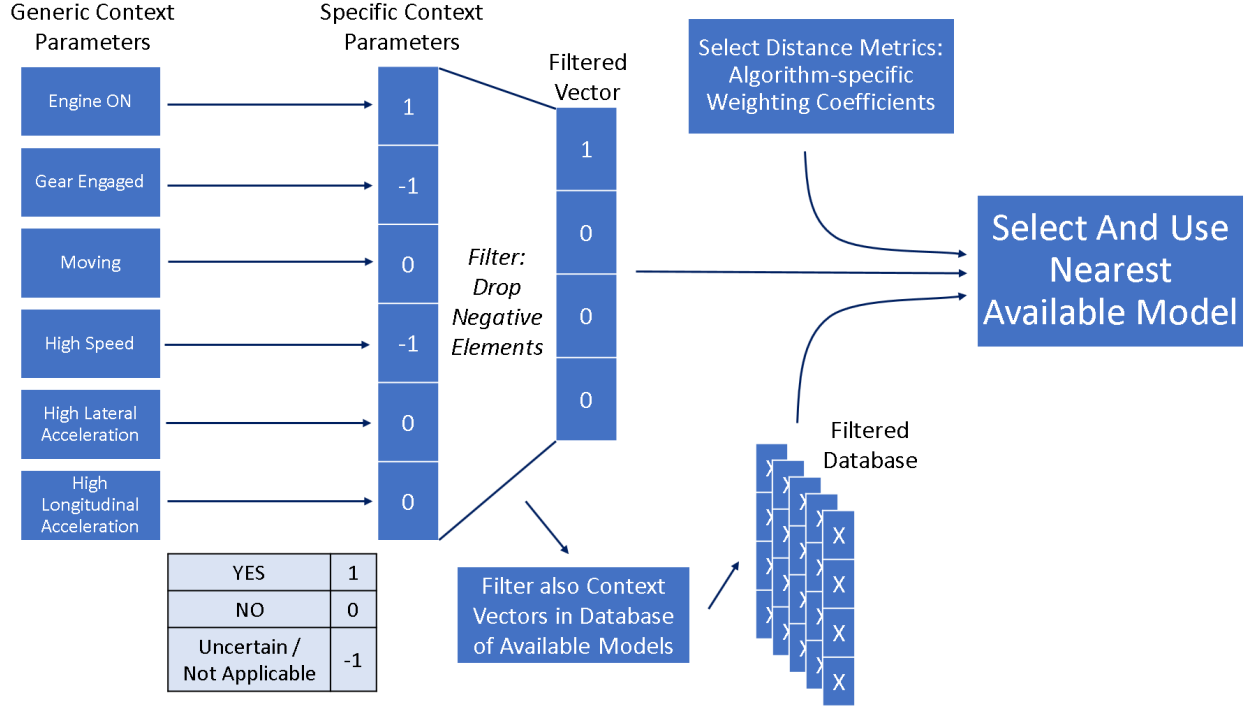 Generic Context
Parameters
Engine ON
Gear Engaged
Moving
High Speed
High Lateral
Acceleration
High
Longitudinal
Acceleration
Specific Context
Parameters
1
-1
0
-1
0
0
Filter:
Drop
Negative
Elements
Filtered
Vector
1
0
0
0
Select Distance Metrics:
Algorithm-specific
Weighting Coefficients
Select And Use
Nearest
Available Model
YES 1
NO 0
Uncertain /
Not Applicable -1
Filter also Context
Vectors in Database
of Available Models
Filtered
Database
X X X X X
X X X X X
X X X X X
X X X X X